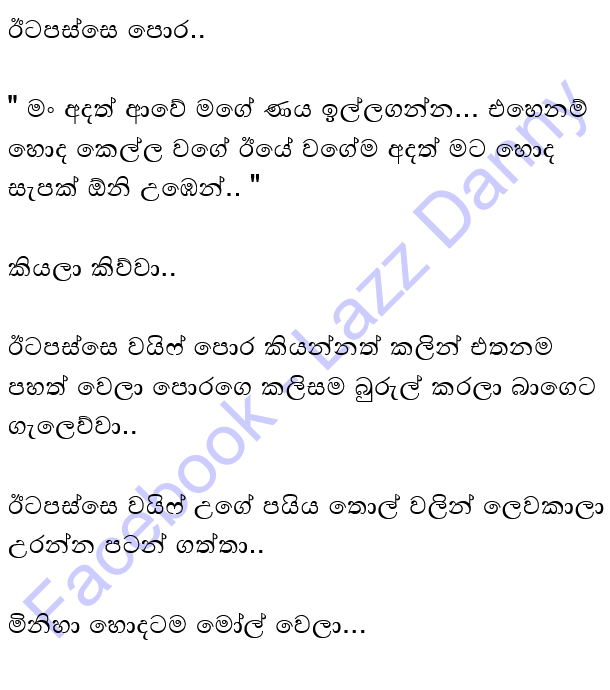 ඊටපස්සෙ පොර..
" මං අදත් ආවේ මගේ ණය ඉල්ලගන්න... එහෙනම්
හොද කෙල්ල වගේ ඊයේ වගේම අදත් මට හොද
සැපක් ඕනි උඹෙන්.. "
කියලා කිව්වා..
ඊටපස්සෙ වයිෆ් පොර කියන්නත් කලින් එතනම
පහත් වෙලා පොරගෙ කලිසම බුරුල් කරලා බාගෙට
ගැලෙව්වා..
ඊටපස්සෙ වයිෆ් උගේ පයිය තොල් වලින් ලෙවකාලා
උරන්න පටන් ගත්තා..
මිනිහා හොදටම මෝල් වෙලා...
Facebook - Lazz Danny